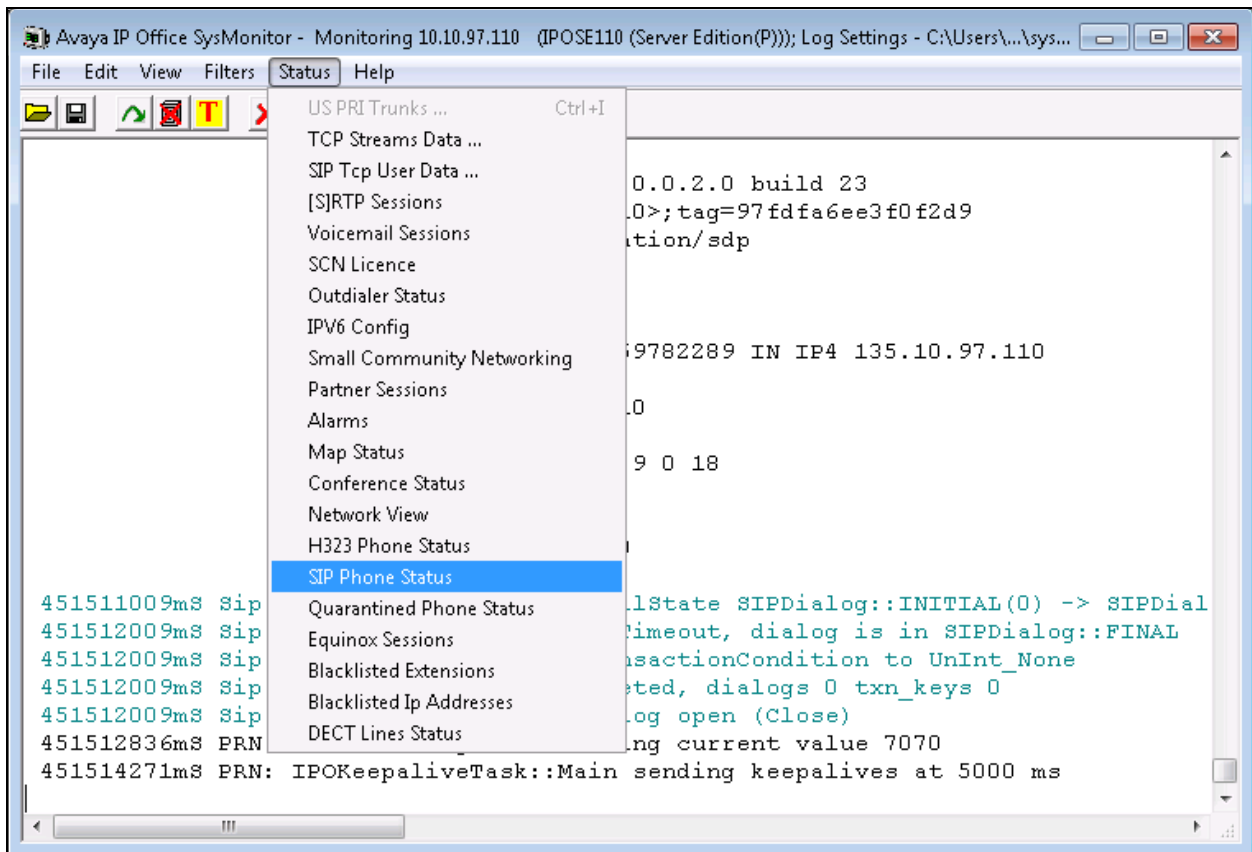 Avaya IP Office SysMonitor - Monitoring 10.10.97.110 (IPOSE110 (Server Edition(P))); Log Settings - C:\Users\...\sys...
File Edit View Filters Status Help
T
US PRI Trunks ... Ctrl+I
TCP Streams Data ...
SIP Tcp User Data ...
[S]RTP Sessions
Voicemail Sessions
SCN Licence
Outdialer Status
IPV6 Config
Small Community Networking
Partner Sessions
Alarms
Map Status
Conference Status
Network View
H323 Phone Status
SIP Phone Status
Quarantined Phone Status
Equinox Sessions
Blacklisted Extensions
Blacklisted Ip Addresses
DECT Lines Status
0.0.2.0 build 23
.0>;tag=97fdfa6ee3f0f2d9
tion/sdp
9782289 IN IP4 135.10.97.110
.0
9 0 18
451511009mS Sip lState SIPDialog::INITIAL(0) -> SIPDial
451512009mS Sip Timeout, dialog is in SIPDialog::FINAL
451512009mS Sip nsactionCondition to UnInt_None
451512009mS Sip eted, dialogs 0 txn_keys 0
451512009mS Sip og open (Close)
451512836mS PRN ng current value 7070
451514271mS PRN: IPOKeepaliveTask::Main sending keepalives at 5000 ms